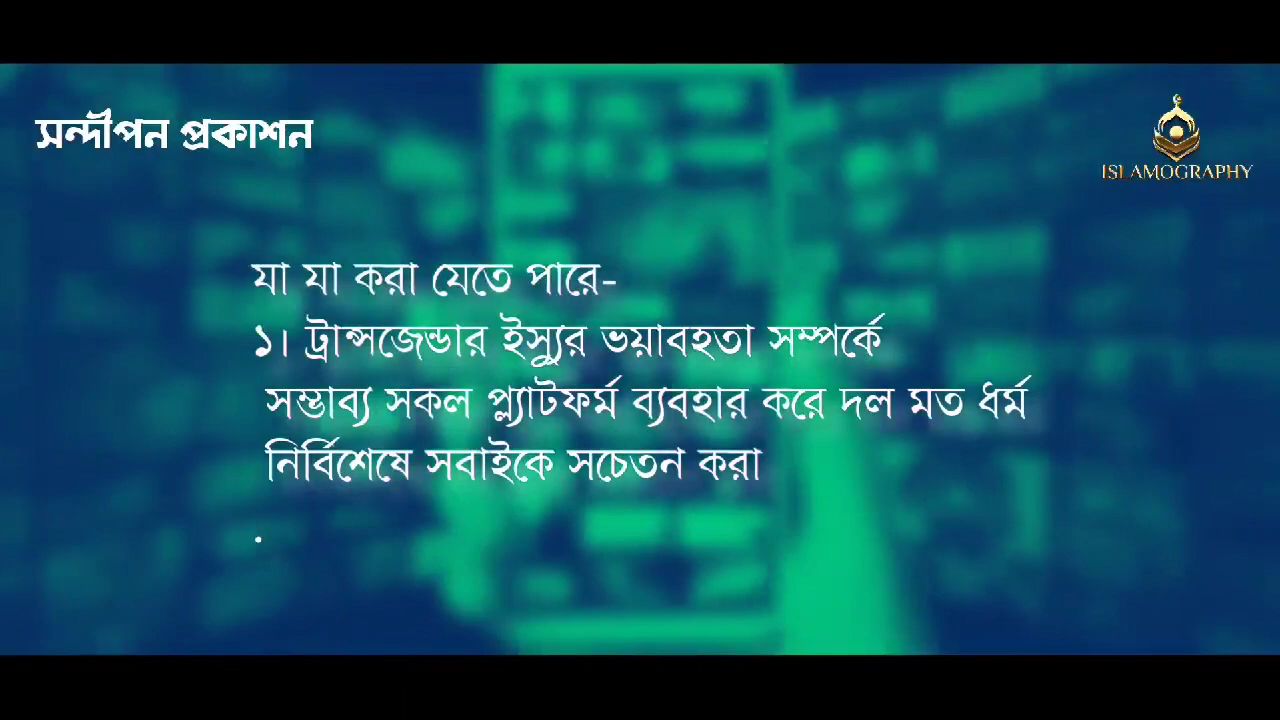 সন্দীপন প্রকাশন
ISLAMOGRAPHY
যা যা করা যেতে পারে-
১। ট্রান্সজেন্ডার ইস্যুর ভয়াবহতা সম্পর্কে
সম্ভাব্য সকল প্ল্যাটফর্ম ব্যবহার করে দল মত ধর্ম
নির্বিশেষে সবাইকে সচেতন করা
.